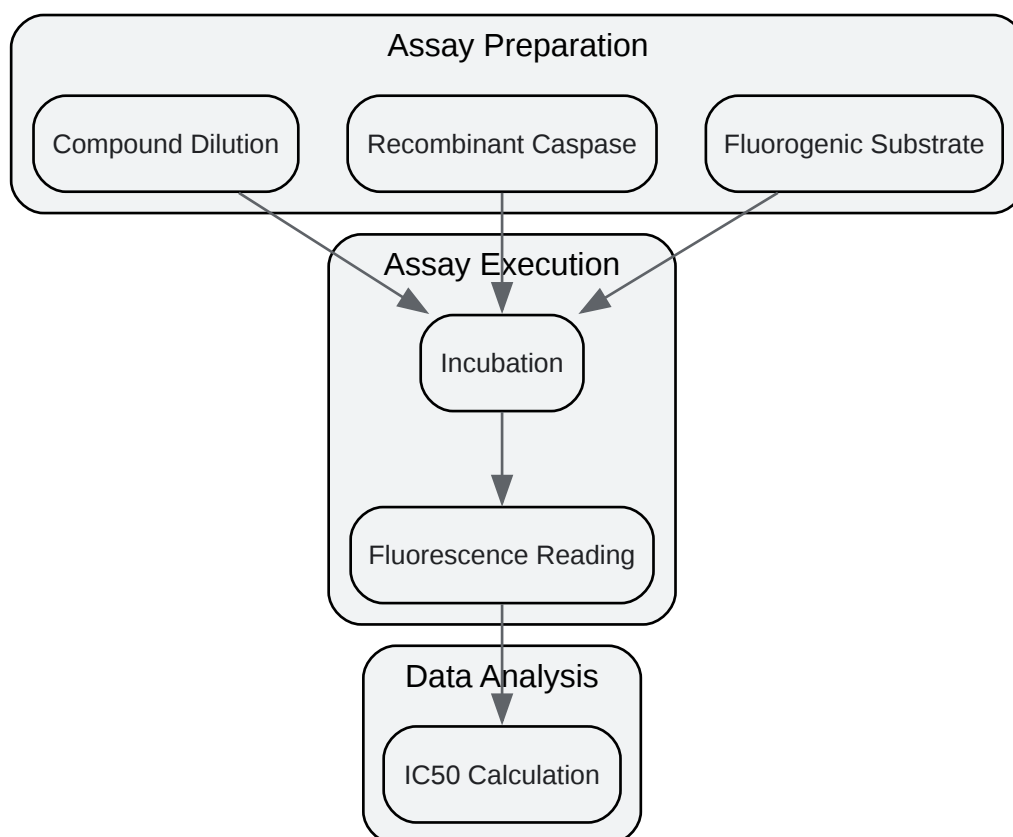 Assay Preparation
Compound Dilution
Recombinant Caspase
Fluorogenic Substrate
Assay Execution
Incubation
Fluorescence Reading
Data Analysis
IC50 Calculation